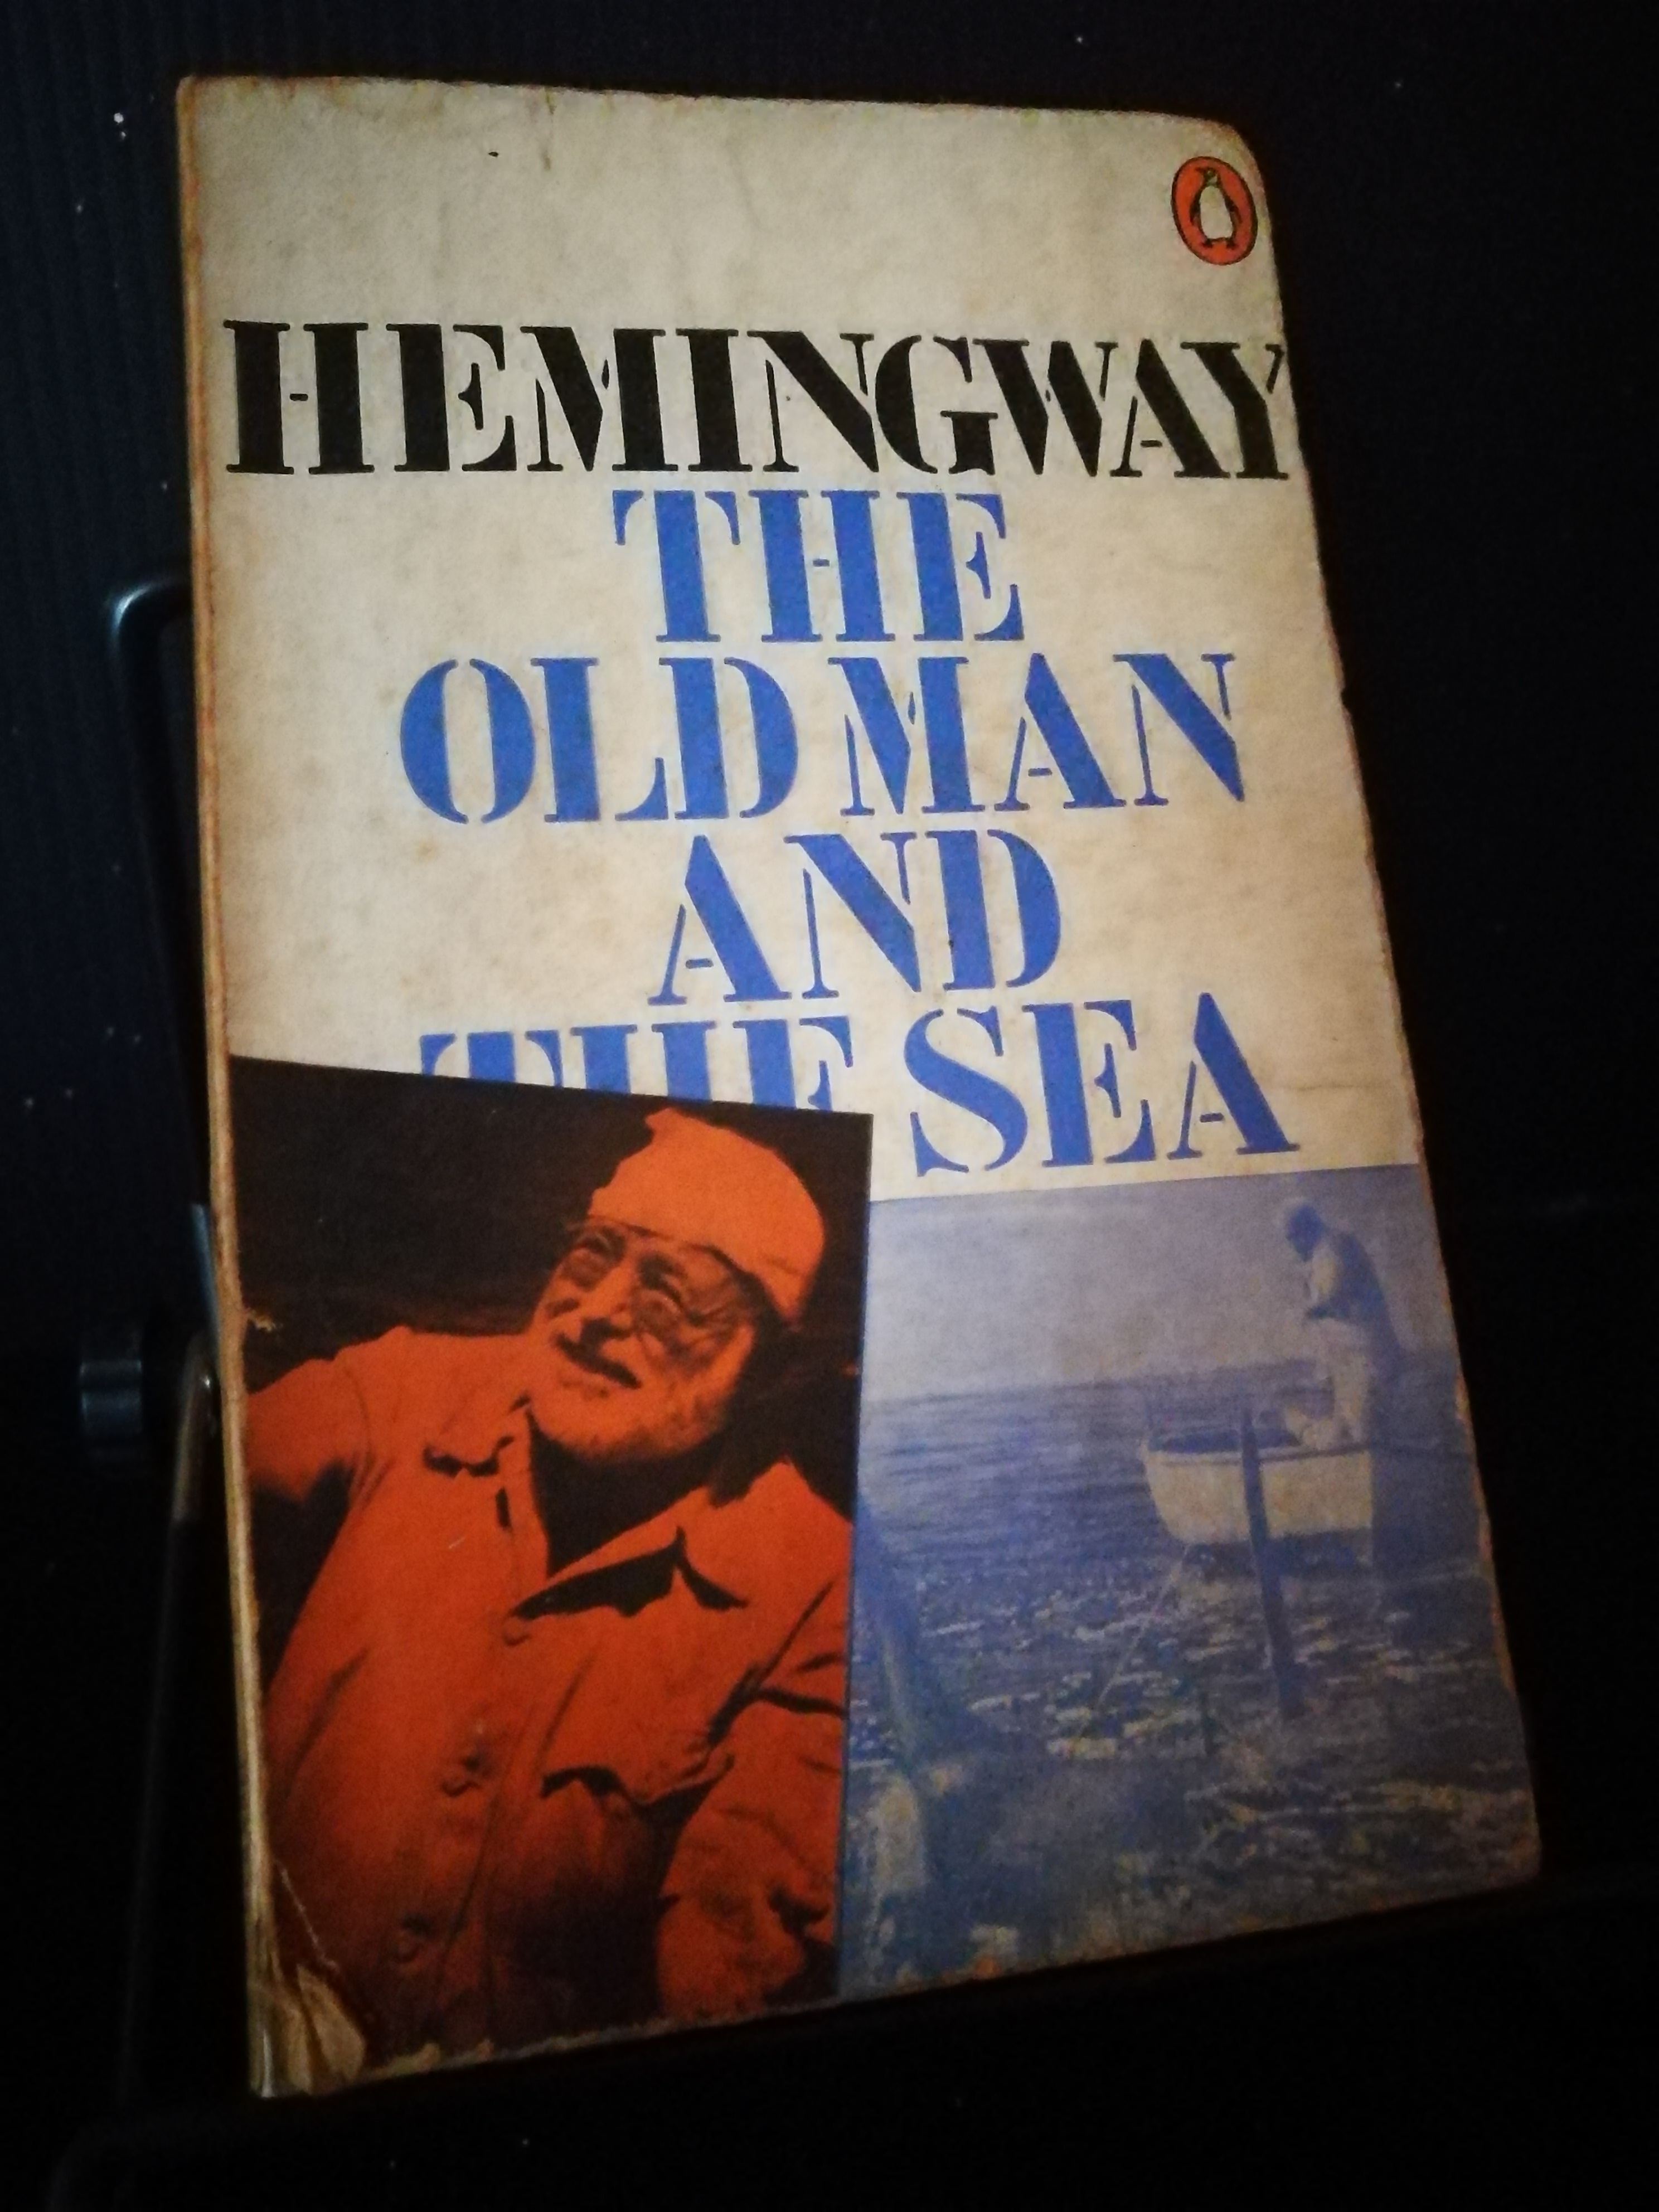 HEMINGWAY
THE
OLD MAN
AND
THE SEA